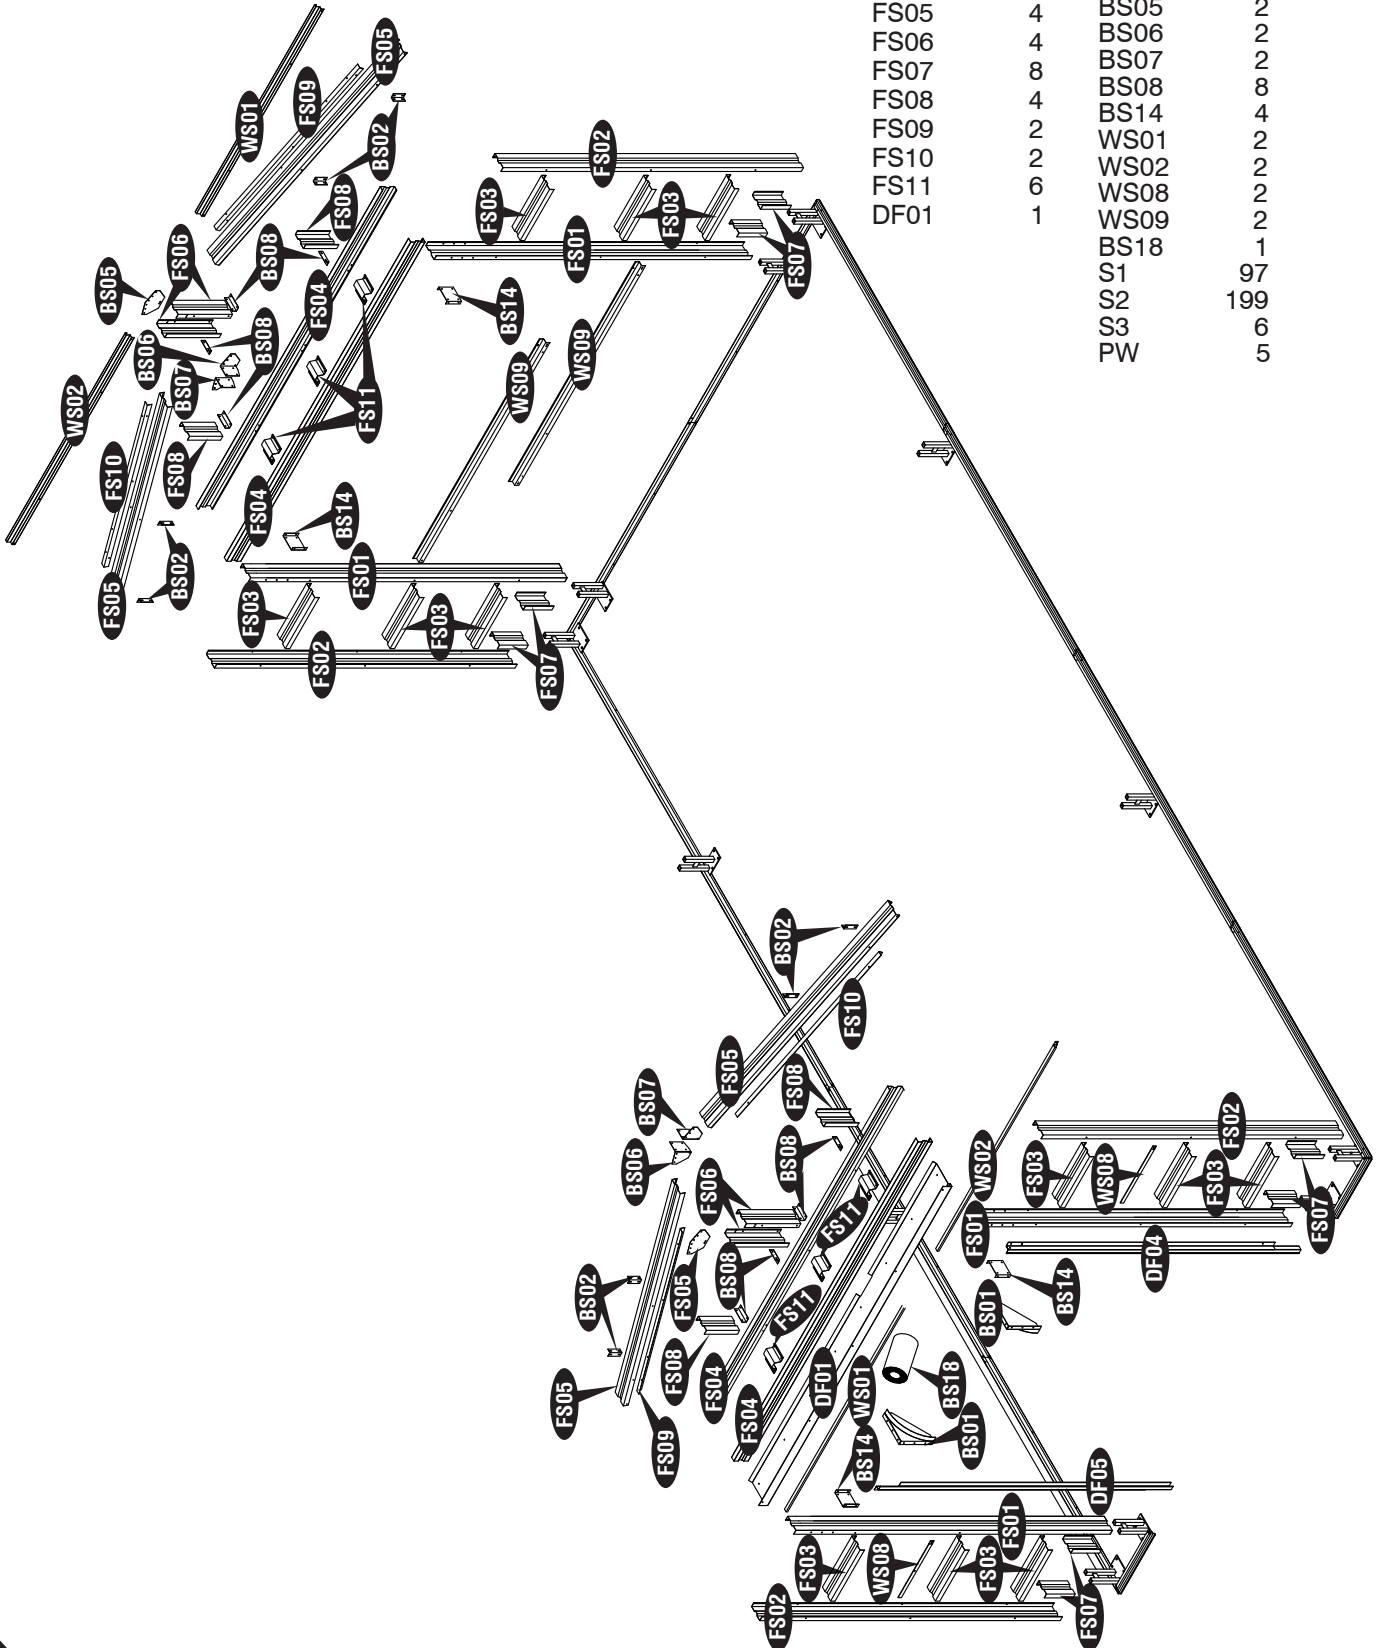 FS05 4
FS06 4
FS07 8
FS08 4
FS09 2
FS10 2
FS11 6
DF01 1
BS05 2
BS06 2
BS07 2
BS08 8
BS14 4
WS01 2
WS02 2
WS08 2
WS09 2
BS18 1
S1 97
S2 199
S3 6
PW 5
WS01
FS09
FS05
BS02
FS08
BS08
FS06
BS05
BS06
BS07
BS08
FS04
WS02
FS10
FS08
FS05
BS02
FS04
FS11
BS14
FS01
FS03
FS03
FS02
FS07
FS02
FS03
FS03
FS01
FS07
BS14
WS09
WS09
BS02
FS10
FS05
FS08
BS07
BS06
BS08
FS06
FS11
BS02
FS05
BS08
FS11
FS08
FS05
FS09
FS04
FS04
DF01
WS01
BS18
BS01
BS14
WS02
FS03
WS08
FS03
FS02
FS01
FS07
DF04
BS14
BS01
DF05
FS01
FS03
WS08
FS03
FS02
FS07